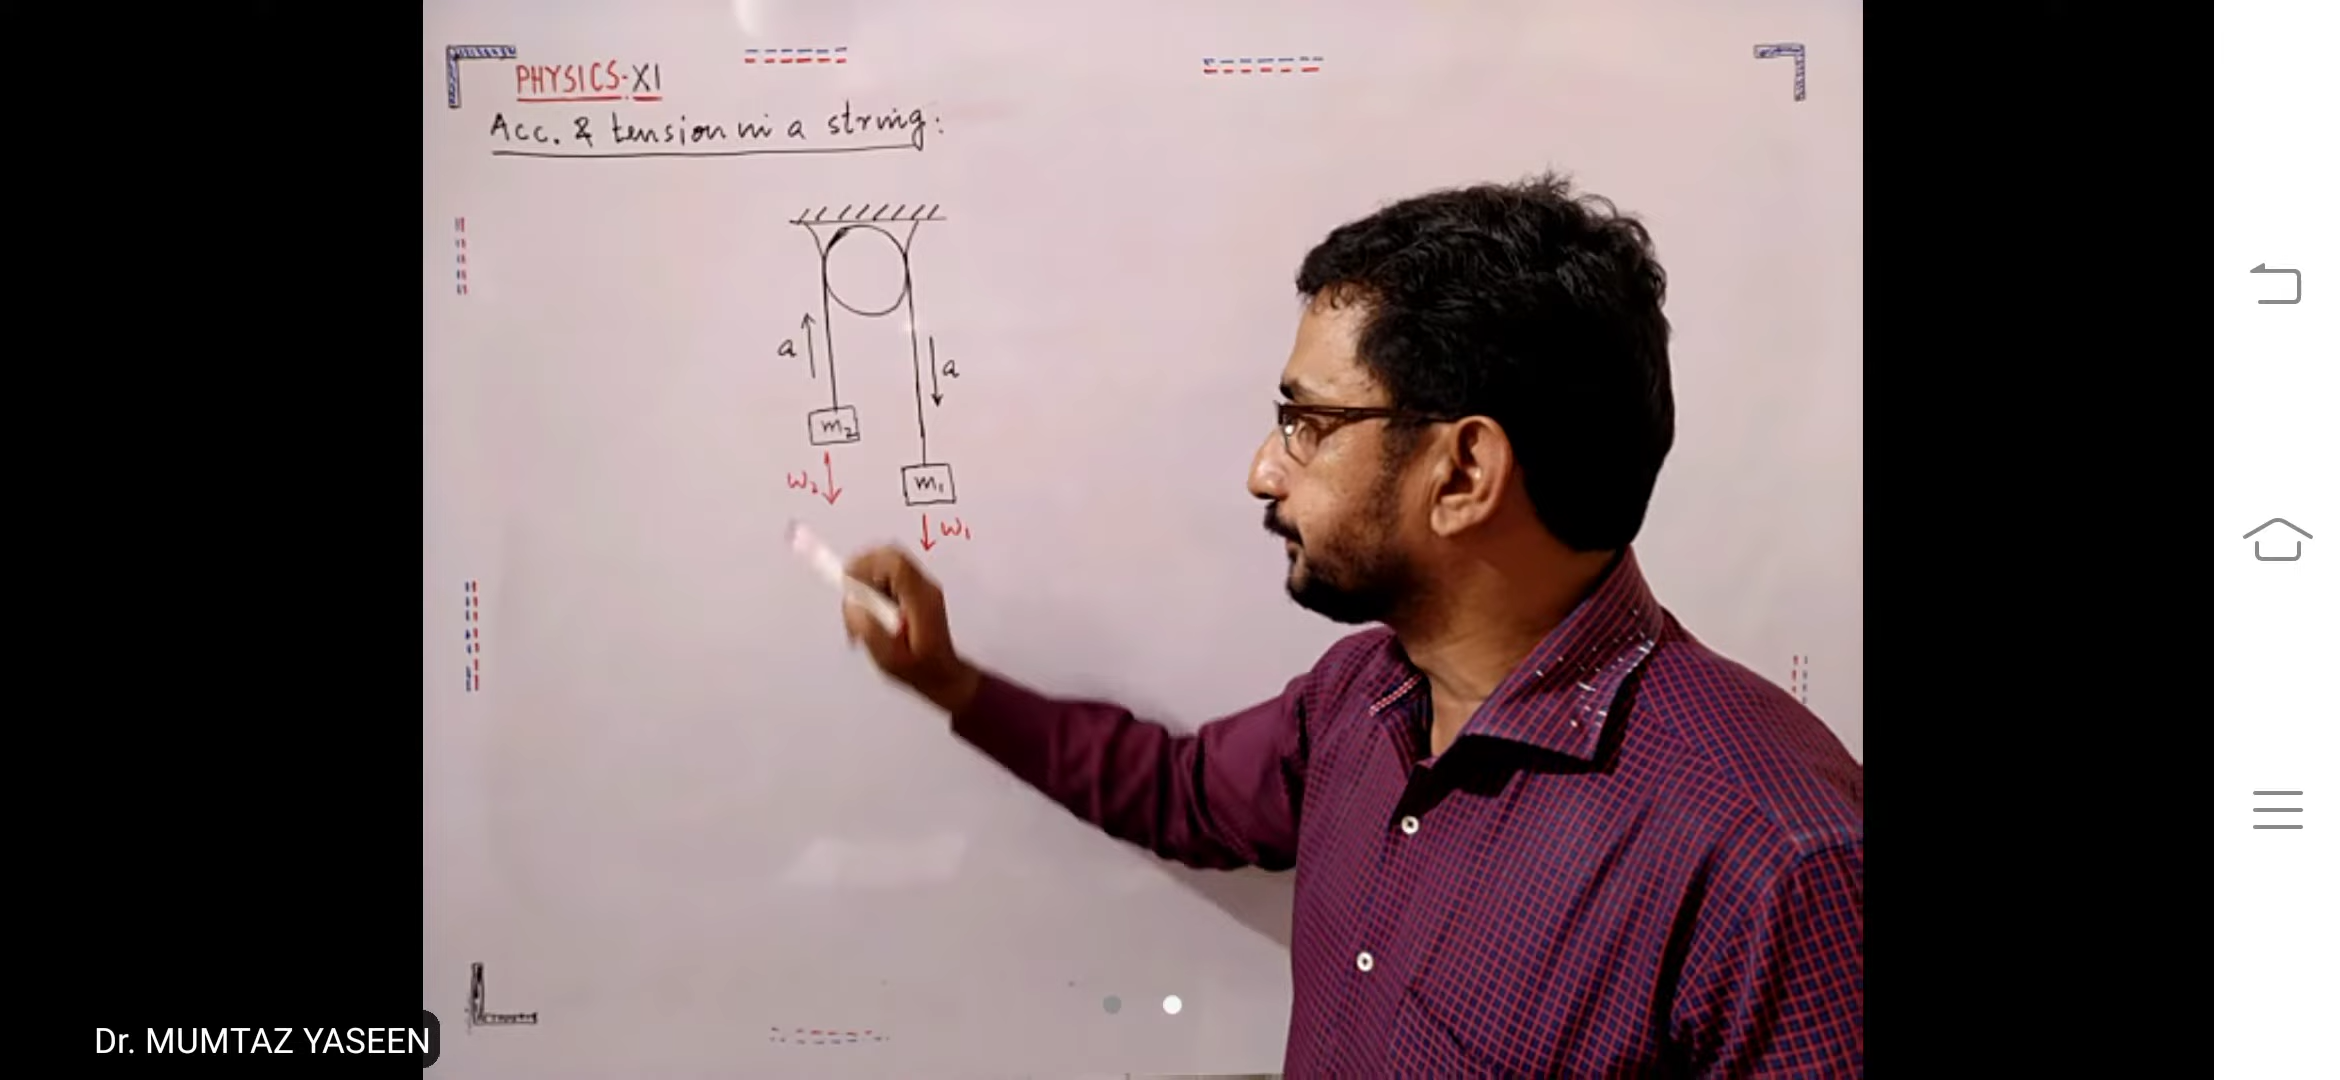 PHYSICS-XI
Acc. & tension in a string:
a
a
m₂
m₁
w₂
w₁
Dr. MUMTAZ YASEEN